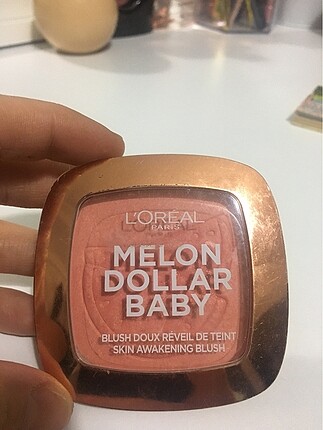 L'ORÉAL
PARIS
MELON
DOLLAR
BABY
BLUSH DOUX RÉVEIL DE TEINT
SKIN AWAKENING BLUSH